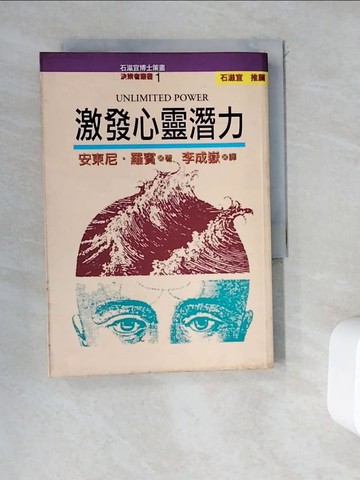 石滋宜博士策畫
決策者叢書1
石滋宜 推薦
UNLIMITED POWER
激發心靈潛力
安東尼·羅賓◎著 李成嶽◎譯